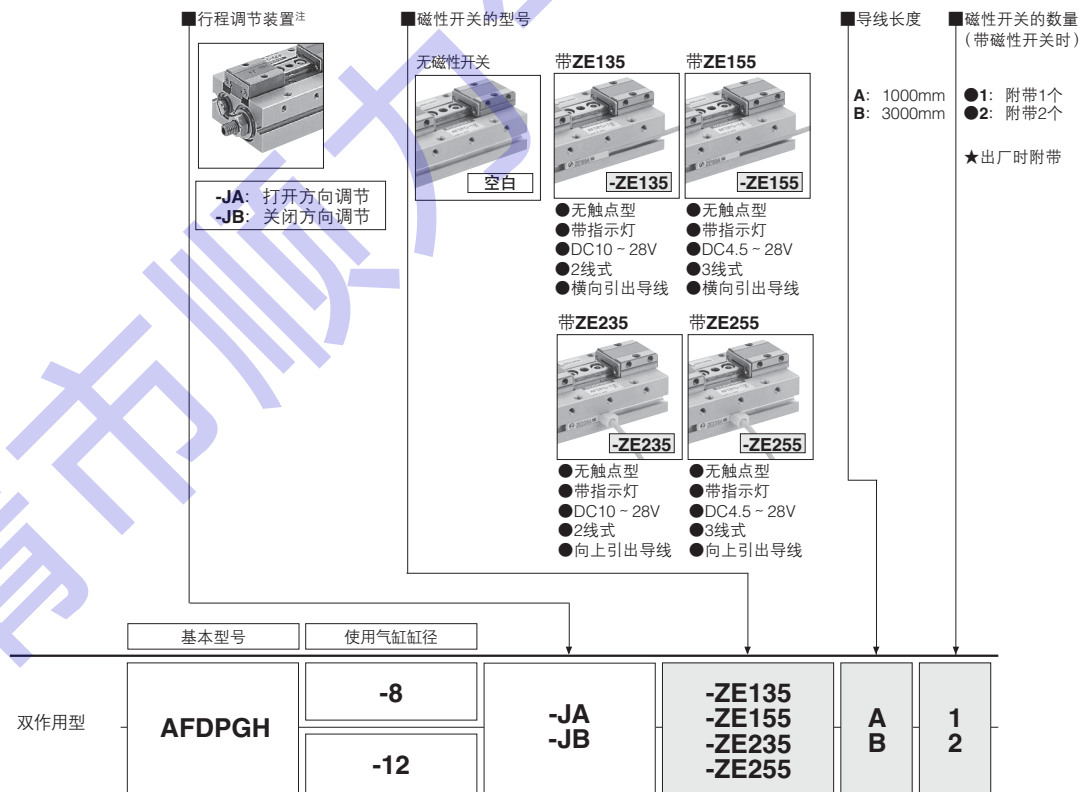 ■行程调节装置注
-JA: 打开方向调节
-JB: 关闭方向调节
■磁性开关的型号
无磁性开关
空白
带ZE135
-ZE135
●无触点型
●带指示灯
●DC10 ~ 28V
●2线式
●横向引出导线
带ZE155
-ZE155
●无触点型
●带指示灯
●DC4.5 ~ 28V
●3线式
●横向引出导线
带ZE235
-ZE235
●无触点型
●带指示灯
●DC10 ~ 28V
●2线式
●向上引出导线
带ZE255
-ZE255
●无触点型
●带指示灯
●DC4.5 ~ 28V
●3线式
●向上引出导线
■导线长度
A: 1000mm
B: 3000mm
■磁性开关的数量
(带磁性开关时)
●1: 附带1个
●2: 附带2个
★出厂时附带
基本型号
使用气缸缸径
双作用型
AFDPGH
-8
-12
-JA
-JB
-ZE135
-ZE155
-ZE235
-ZE255
A
B
1
2
市顺力